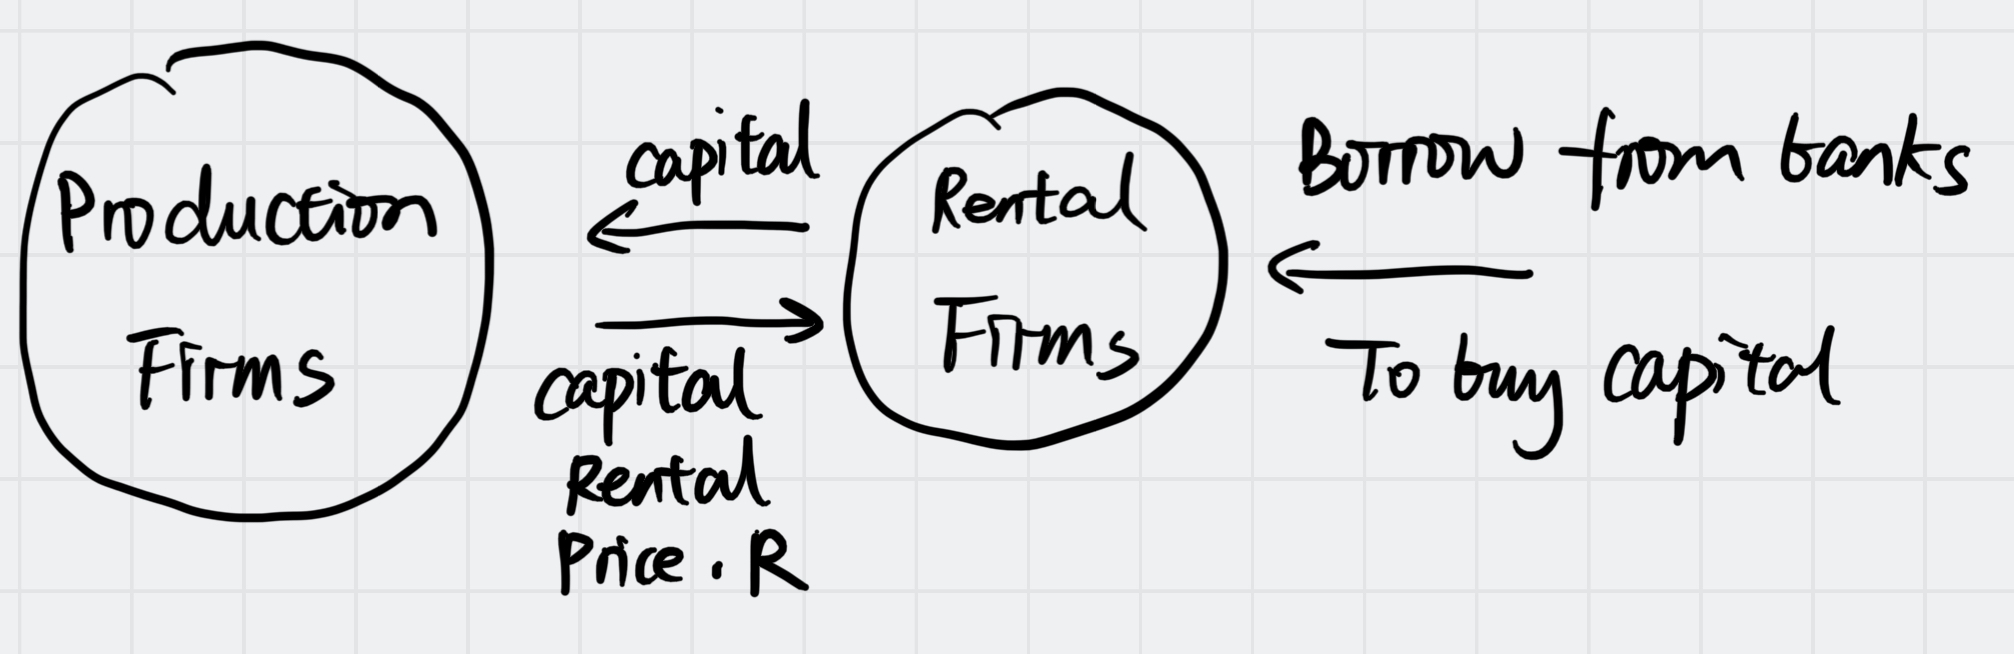 Production
Firms
capital
capital
Rental
Price. R
Rental
Firms
Borrow from banks
To buy capital